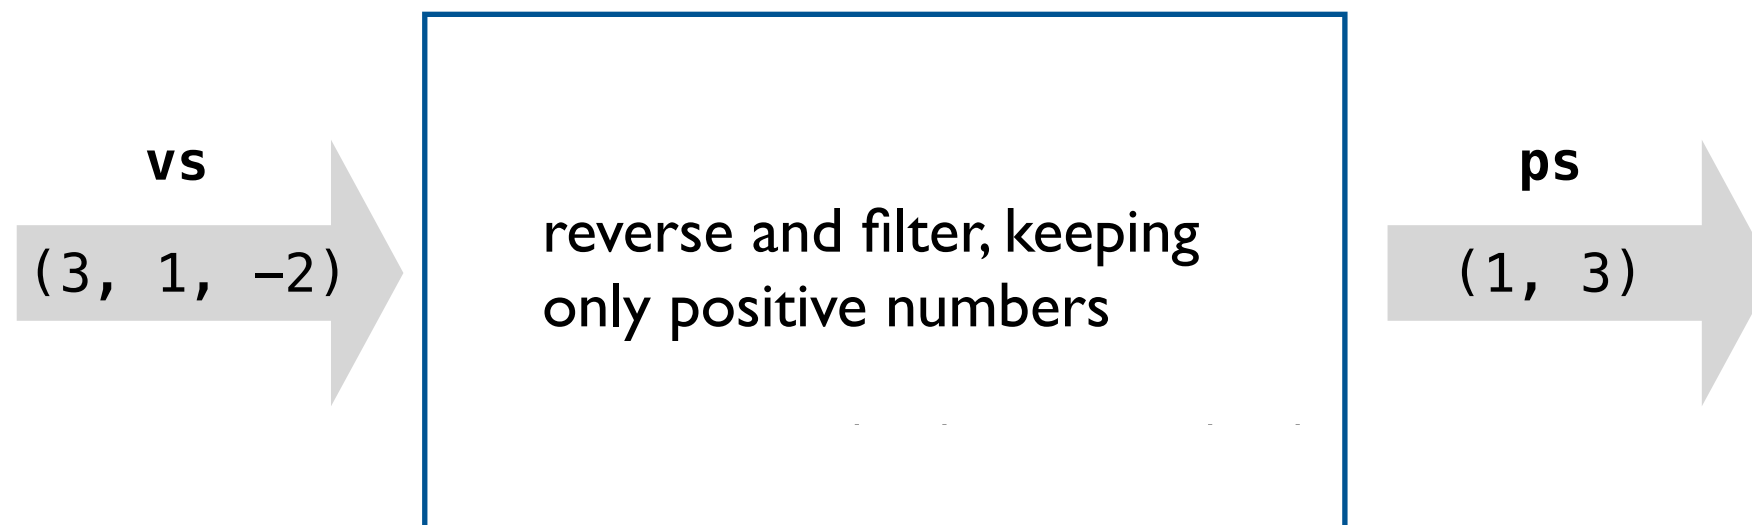 vs
(3, 1, –2)
reverse and filter, keeping
only positive numbers
ps
(1, 3)